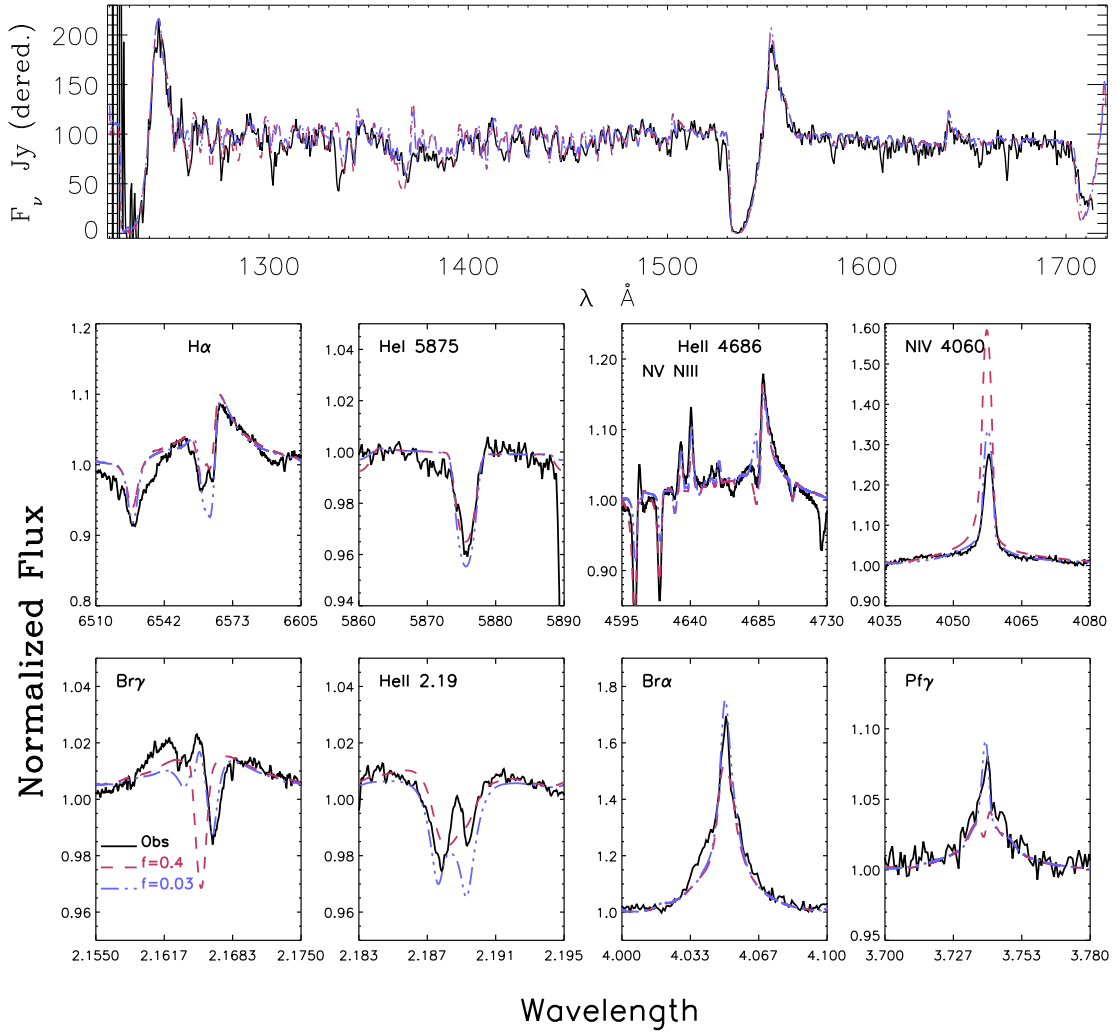 F_ν Jy (dered.)
200
150
100
50
0
1300 1400 1500 1600 1700
λ Å
Normalized Flux
Hα
1.2
1.1
1.0
0.9
0.8
6510 6542 6573 6605
HeI 5875
1.04
1.02
1.00
0.98
0.96
0.94
5860 5870 5880 5890
HeII 4686
NV NIII
1.20
1.10
1.00
0.90
4595 4640 4685 4730
NIV 4060
1.60
1.50
1.40
1.30
1.20
1.10
1.00
0.90
4035 4050 4065 4080
Brγ
1.04
1.02
1.00
0.98
0.96
Obs
f=0.4
f=0.03
2.1550 2.1617 2.1683 2.1750
HeII 2.19
1.04
1.02
1.00
0.98
0.96
2.183 2.187 2.191 2.195
Brα
1.8
1.6
1.4
1.2
1.0
4.000 4.033 4.067 4.100
Pfγ
1.10
1.05
1.00
0.95
3.700 3.727 3.753 3.780
Wavelength